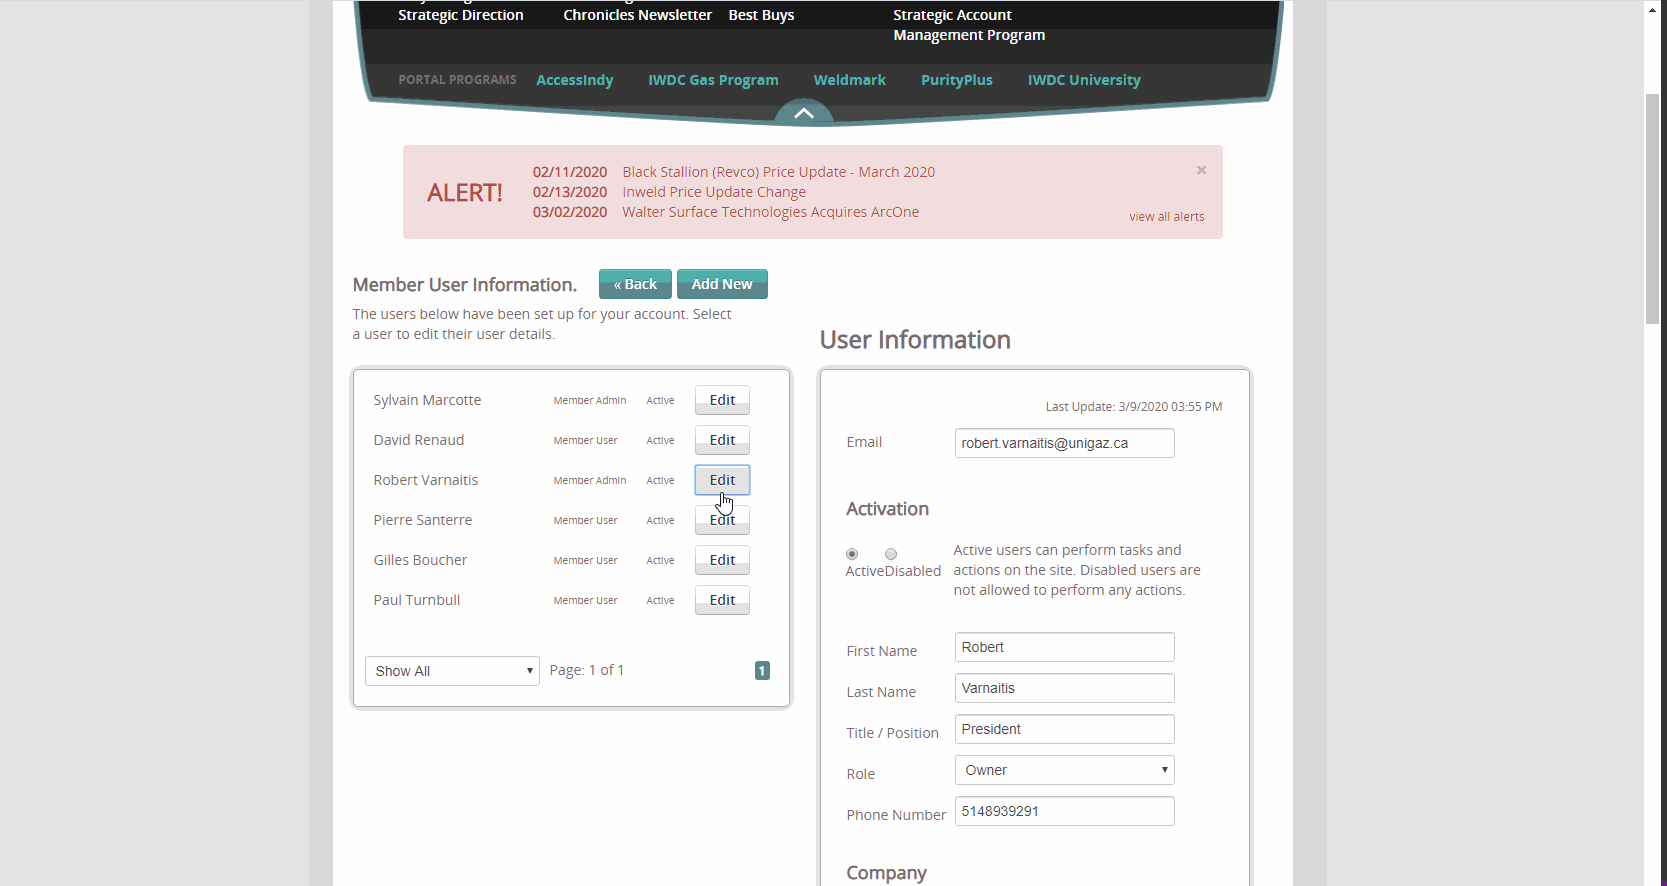 Strategic Direction
Chronicles Newsletter
Best Buys
Strategic Account
Management Program
PORTAL PROGRAMS
AccessIndy
IWDC Gas Program
Weldmark
PurityPlus
IWDC University
ALERT!
02/11/2020 Black Stallion (Revco) Price Update - March 2020
02/13/2020 Inweld Price Update Change
03/02/2020 Walter Surface Technologies Acquires ArcOne
×
view all alerts
Member User Information.
« Back
Add New
The users below have been set up for your account. Select
a user to edit their user details.
Sylvain Marcotte Member Admin Active Edit
David Renaud Member User Active Edit
Robert Varnaitis Member Admin Active Edit
Pierre Santerre Member User Active Edit
Gilles Boucher Member User Active Edit
Paul Turnbull Member User Active Edit
Show All
Page: 1 of 1
1
User Information
Last Update: 3/9/2020 03:55 PM
Email robert.varnaitis@unigaz.ca
Activation
ActiveDisabled
Active users can perform tasks and
actions on the site. Disabled users are
not allowed to perform any actions.
First Name Robert
Last Name Varnaitis
Title / Position President
Role Owner
Phone Number 5148939291
Company